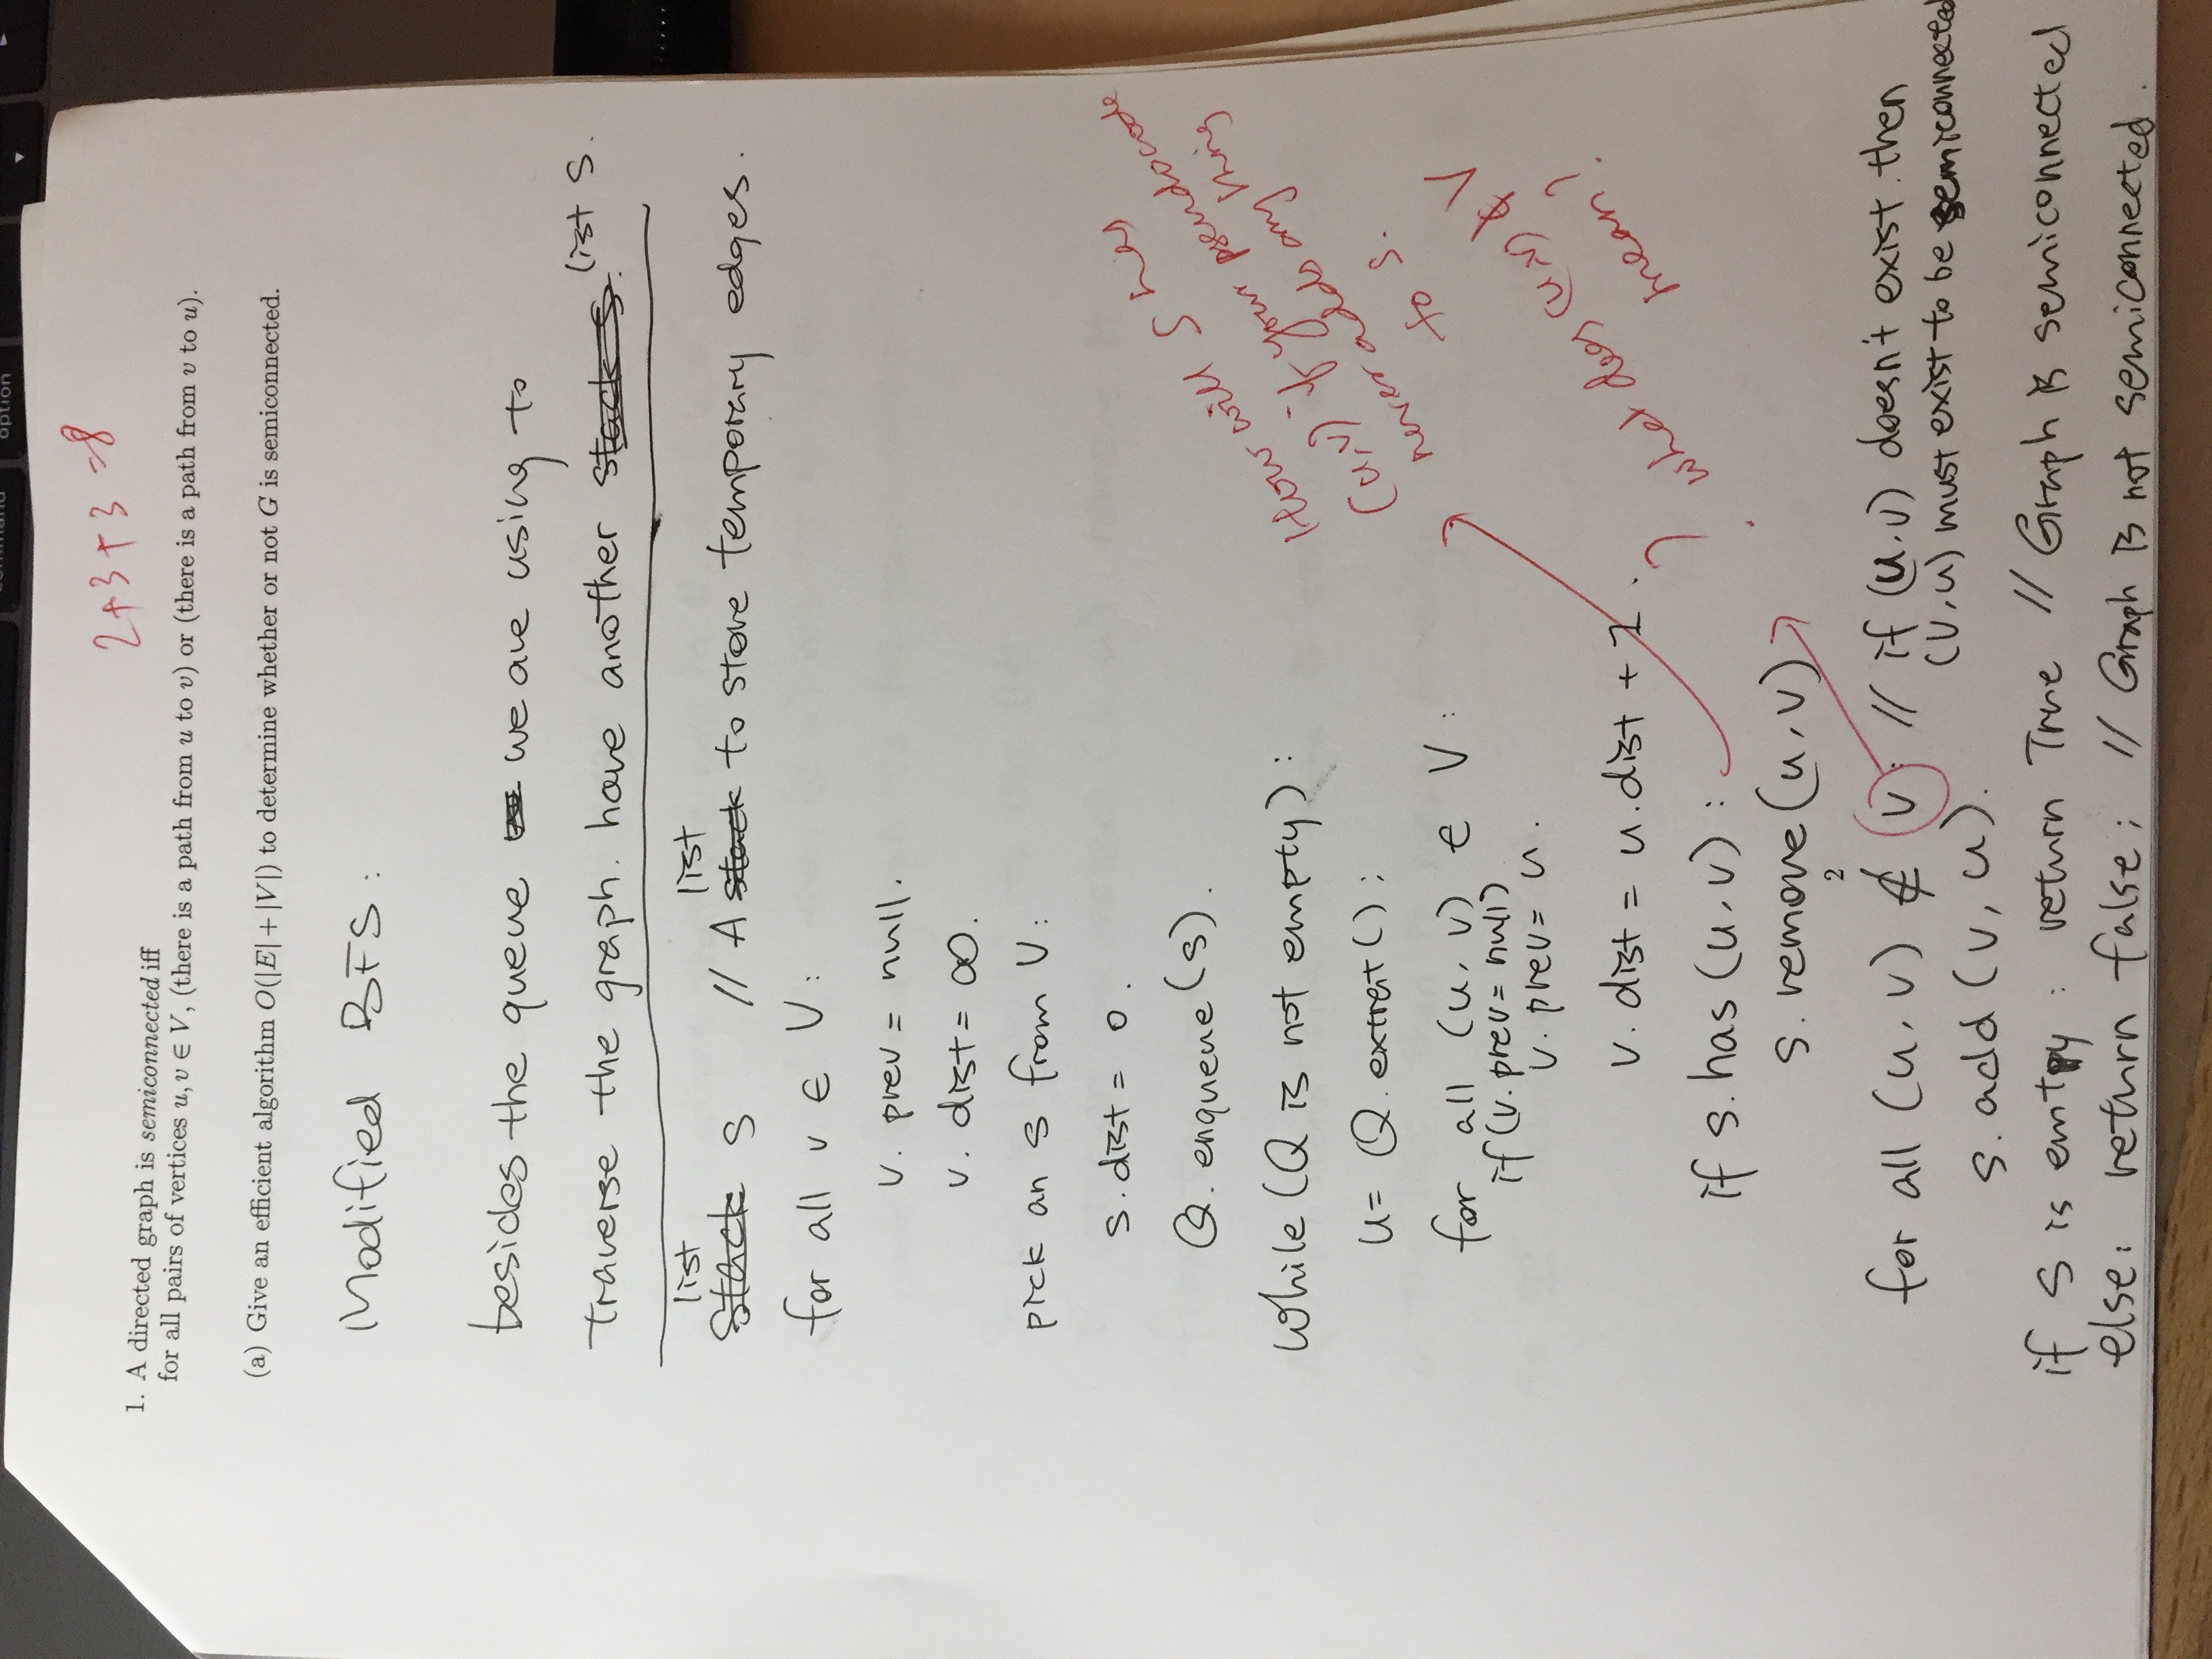 command
option
2+3+3 =8
1. A directed graph is semiconnected iff
for all pairs of vertices u, v ∈ V, (there is a path from u to v) or (there is a path from v to u).
(a) Give an efficient algorithm O(|E| + |V|) to determine whether or not G is semiconnected.
Modified BFS:
besides the queue we are using to
traverse the graph. have another stack S. list S.
list list
Stack S // A stack to store temporary edges.
for all v ∈ V:
v. prev = null.
v. dist = ∞.
pick an s from V:
s. dist = 0.
Q. enqueue(s).
while (Q is not empty):
u= Q. extrat();
for all (u, v) ∈ V:
if (v. prev = null)
v. prev = u.
v. dist = u. dist + 1.
if s. has (u, v):
s. remove (u, v)
How will S has
(u,v) if your pseudocode
never adds anything
to S.
? what does (u,v) ∉ V
mean?
2
for all (u, v) ∉ V: // if (u, v) doesn't exist. then
(v, u) must exist to be semiconnected
s. add (v, u).
if S is emtpy: return True // Graph is semiconnected
else: return false; // Graph is not semiconnected.